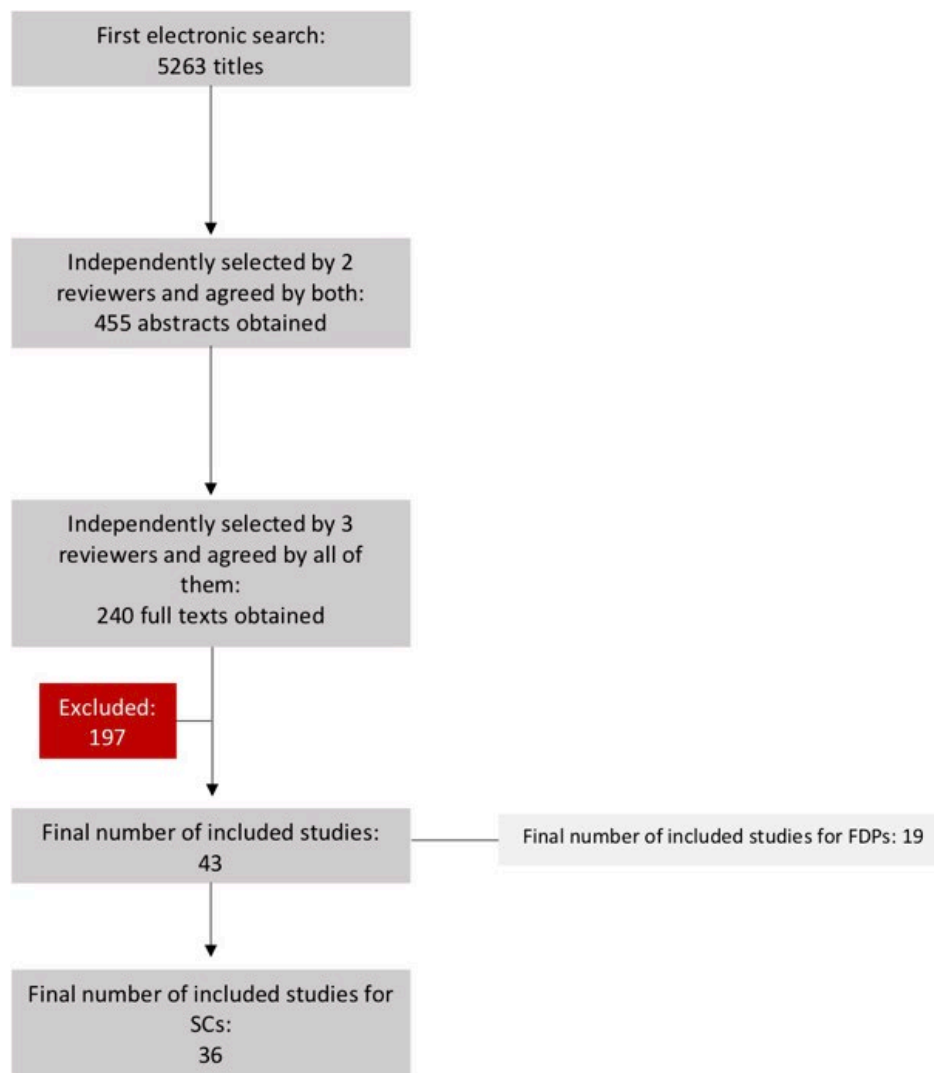 First electronic search:
5263 titles
Independently selected by 2
reviewers and agreed by both:
455 abstracts obtained
Independently selected by 3
reviewers and agreed by all of
them:
240 full texts obtained
Excluded:
197
Final number of included studies:
43
Final number of included studies for FDPs: 19
Final number of included studies for
SCs:
36